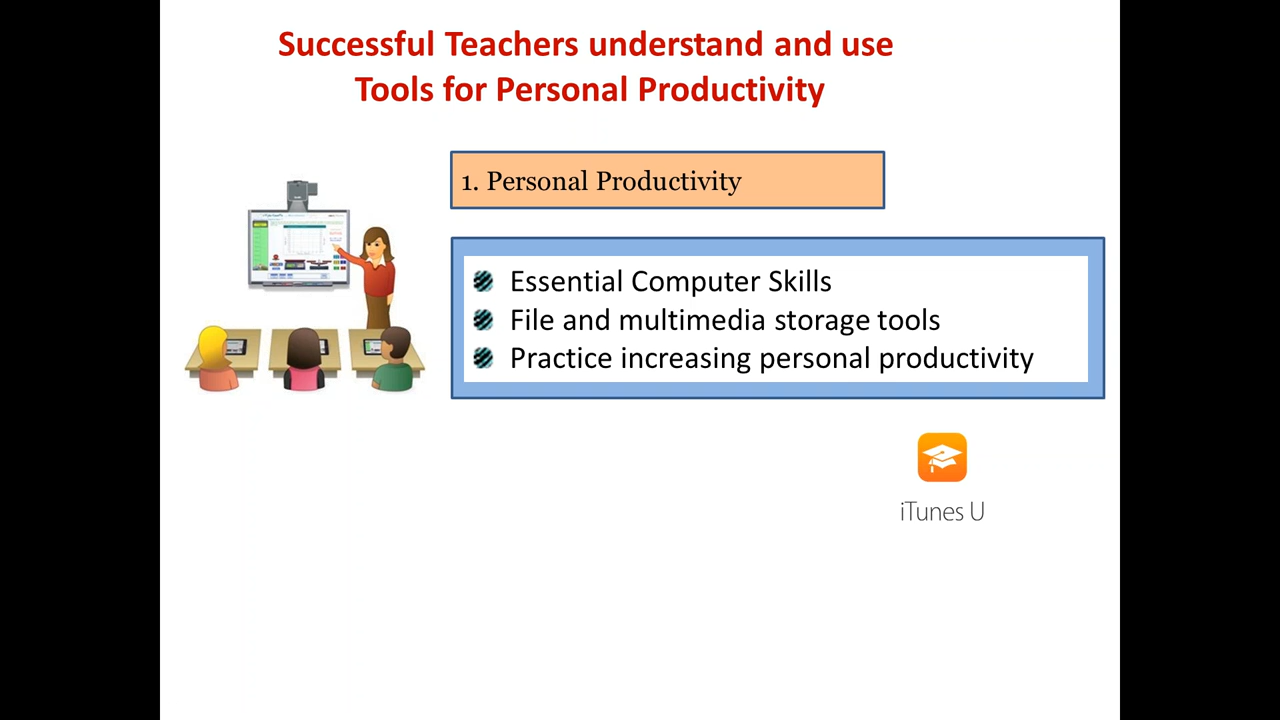 Successful Teachers understand and use
Tools for Personal Productivity
1. Personal Productivity
Essential Computer Skills
File and multimedia storage tools
Practice increasing personal productivity
iTunes U